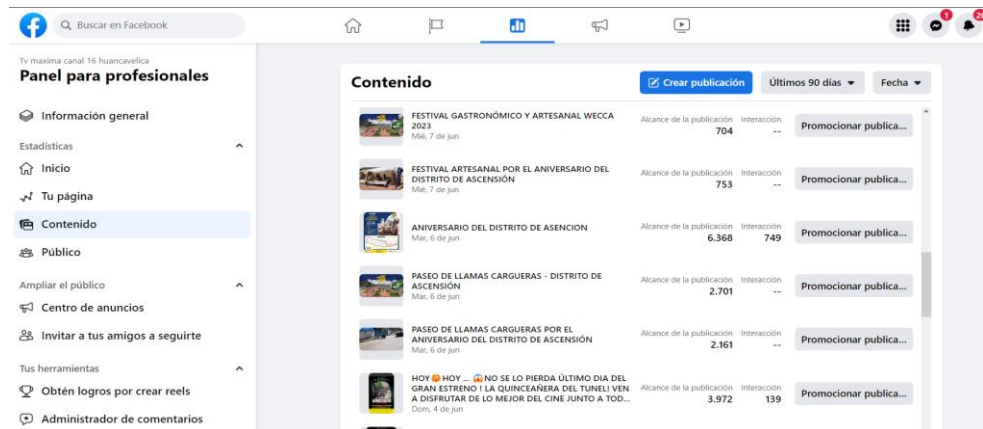 Buscar en Facebook
1
20
Tv maxima canal 16 huancavelica
Panel para profesionales
Información general
Estadísticas
Inicio
Tu página
Contenido
Público
Ampliar el público
Centro de anuncios
Invitar a tus amigos a seguirte
Tus herramientas
Obtén logros por crear reels
Administrador de comentarios
Contenido
Crear publicación
Últimos 90 días
Fecha
FESTIVAL GASTRONÓMICO Y ARTESANAL WECCA
2023
Mié, 7 de jun
Alcance de la publicación Interacción
704 --
Promocionar publica...
FESTIVAL ARTESANAL POR EL ANIVERSARIO DEL
DISTRITO DE ASCENSIÓN
Mié, 7 de jun
Alcance de la publicación Interacción
753 --
Promocionar publica...
ANIVERSARIO DEL DISTRITO DE ASENCION
Mar, 6 de jun
Alcance de la publicación Interacción
6.368 749
Promocionar publica...
PASEO DE LLAMAS CARGUERAS - DISTRITO DE
ASCENSIÓN
Mar, 6 de jun
Alcance de la publicación Interacción
2.701 --
Promocionar publica...
PASEO DE LLAMAS CARGUERAS POR EL
ANIVERSARIO DEL DISTRITO DE ASCENSIÓN
Mar, 6 de jun
Alcance de la publicación Interacción
2.161 --
Promocionar publica...
HOY🤩HOY ... 😱NO SE LO PIERDA ÚLTIMO DIA DEL
GRAN ESTRENO ! LA QUINCEAÑERA DEL TUNEL! VEN
A DISFRUTAR DE LO MEJOR DEL CINE JUNTO A TOD...
Dom, 4 de jun
Alcance de la publicación Interacción
3.972 139
Promocionar publica...